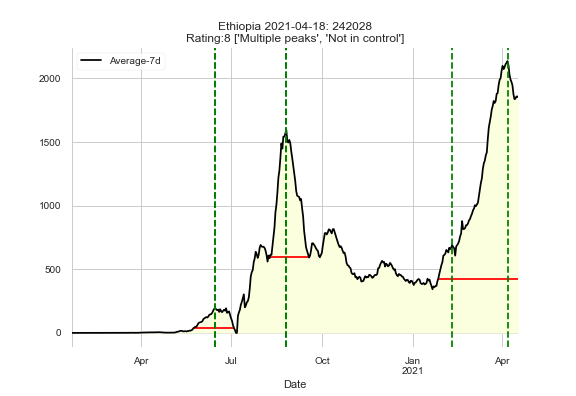 Ethiopia 2021-04-18: 242028
Rating:8 ['Multiple peaks', 'Not in control']
Average-7d
2000
1500
1000
500
0
Apr Jul Oct Jan Apr
2021
Date